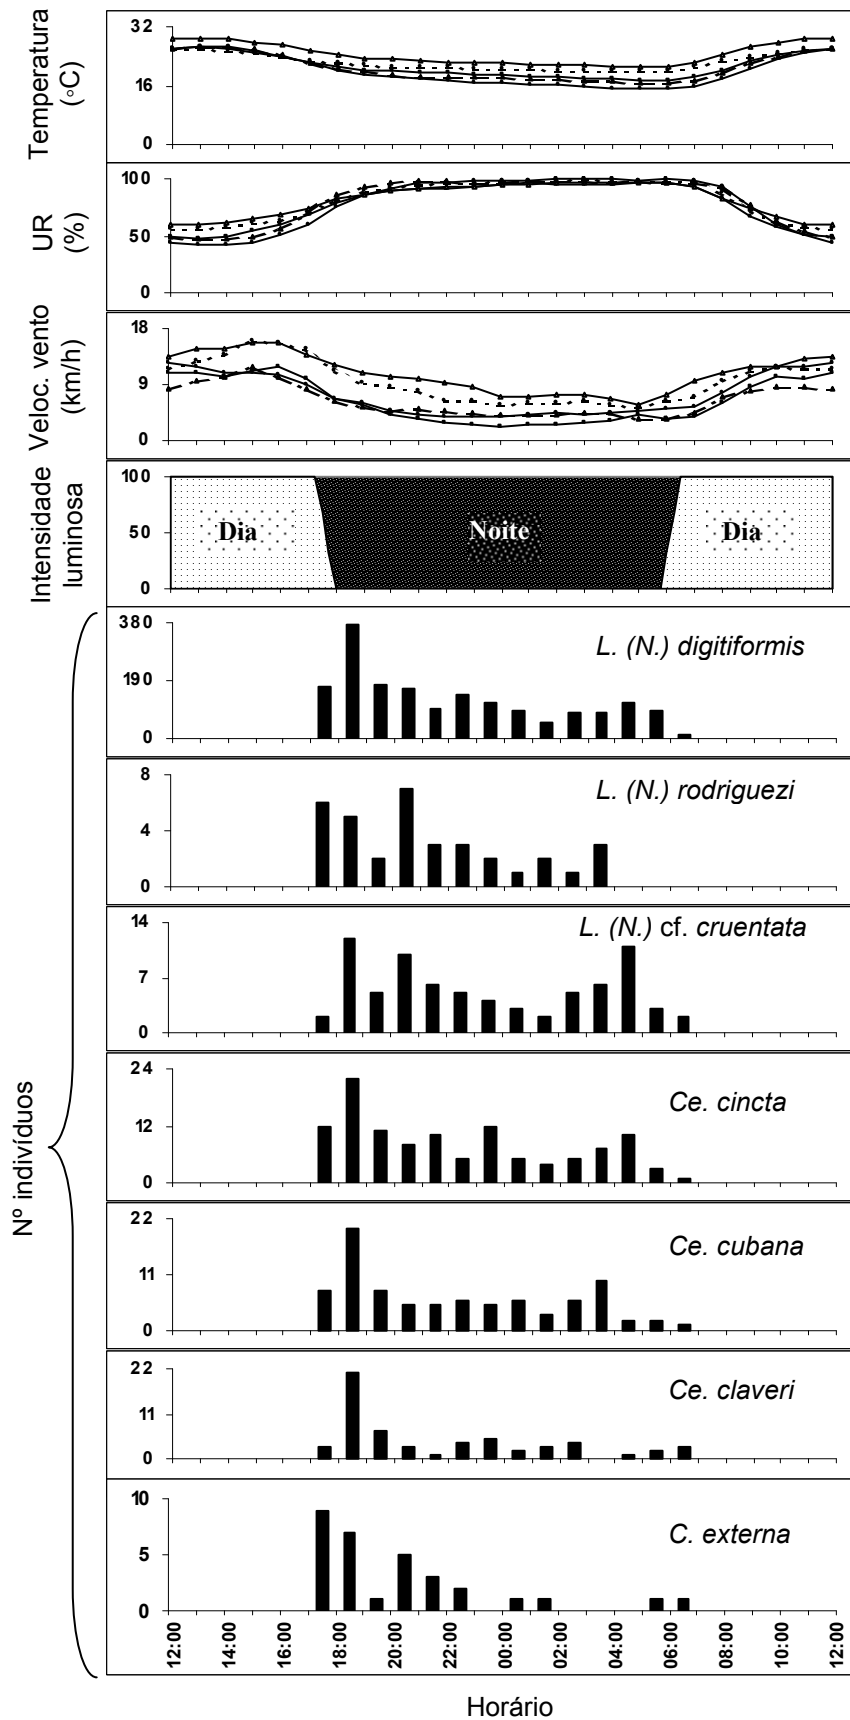 Temperatura
(◦C)
32
16
0
UR
(%)
100
50
0
Veloc. vento
(km/h)
18
9
0
Intensidade
luminosa
100
50
0
Dia
Noite
Dia
Nº indivíduos
380
190
0
L. (N.) digitiformis
8
4
0
L. (N.) rodriguezi
14
7
0
L. (N.) cf. cruentata
24
12
0
Ce. cincta
22
11
0
Ce. cubana
22
11
0
Ce. claveri
10
5
0
C. externa
12:00 14:00 16:00 18:00 20:00 22:00 00:00 02:00 04:00 06:00 08:00 10:00 12:00
Horário